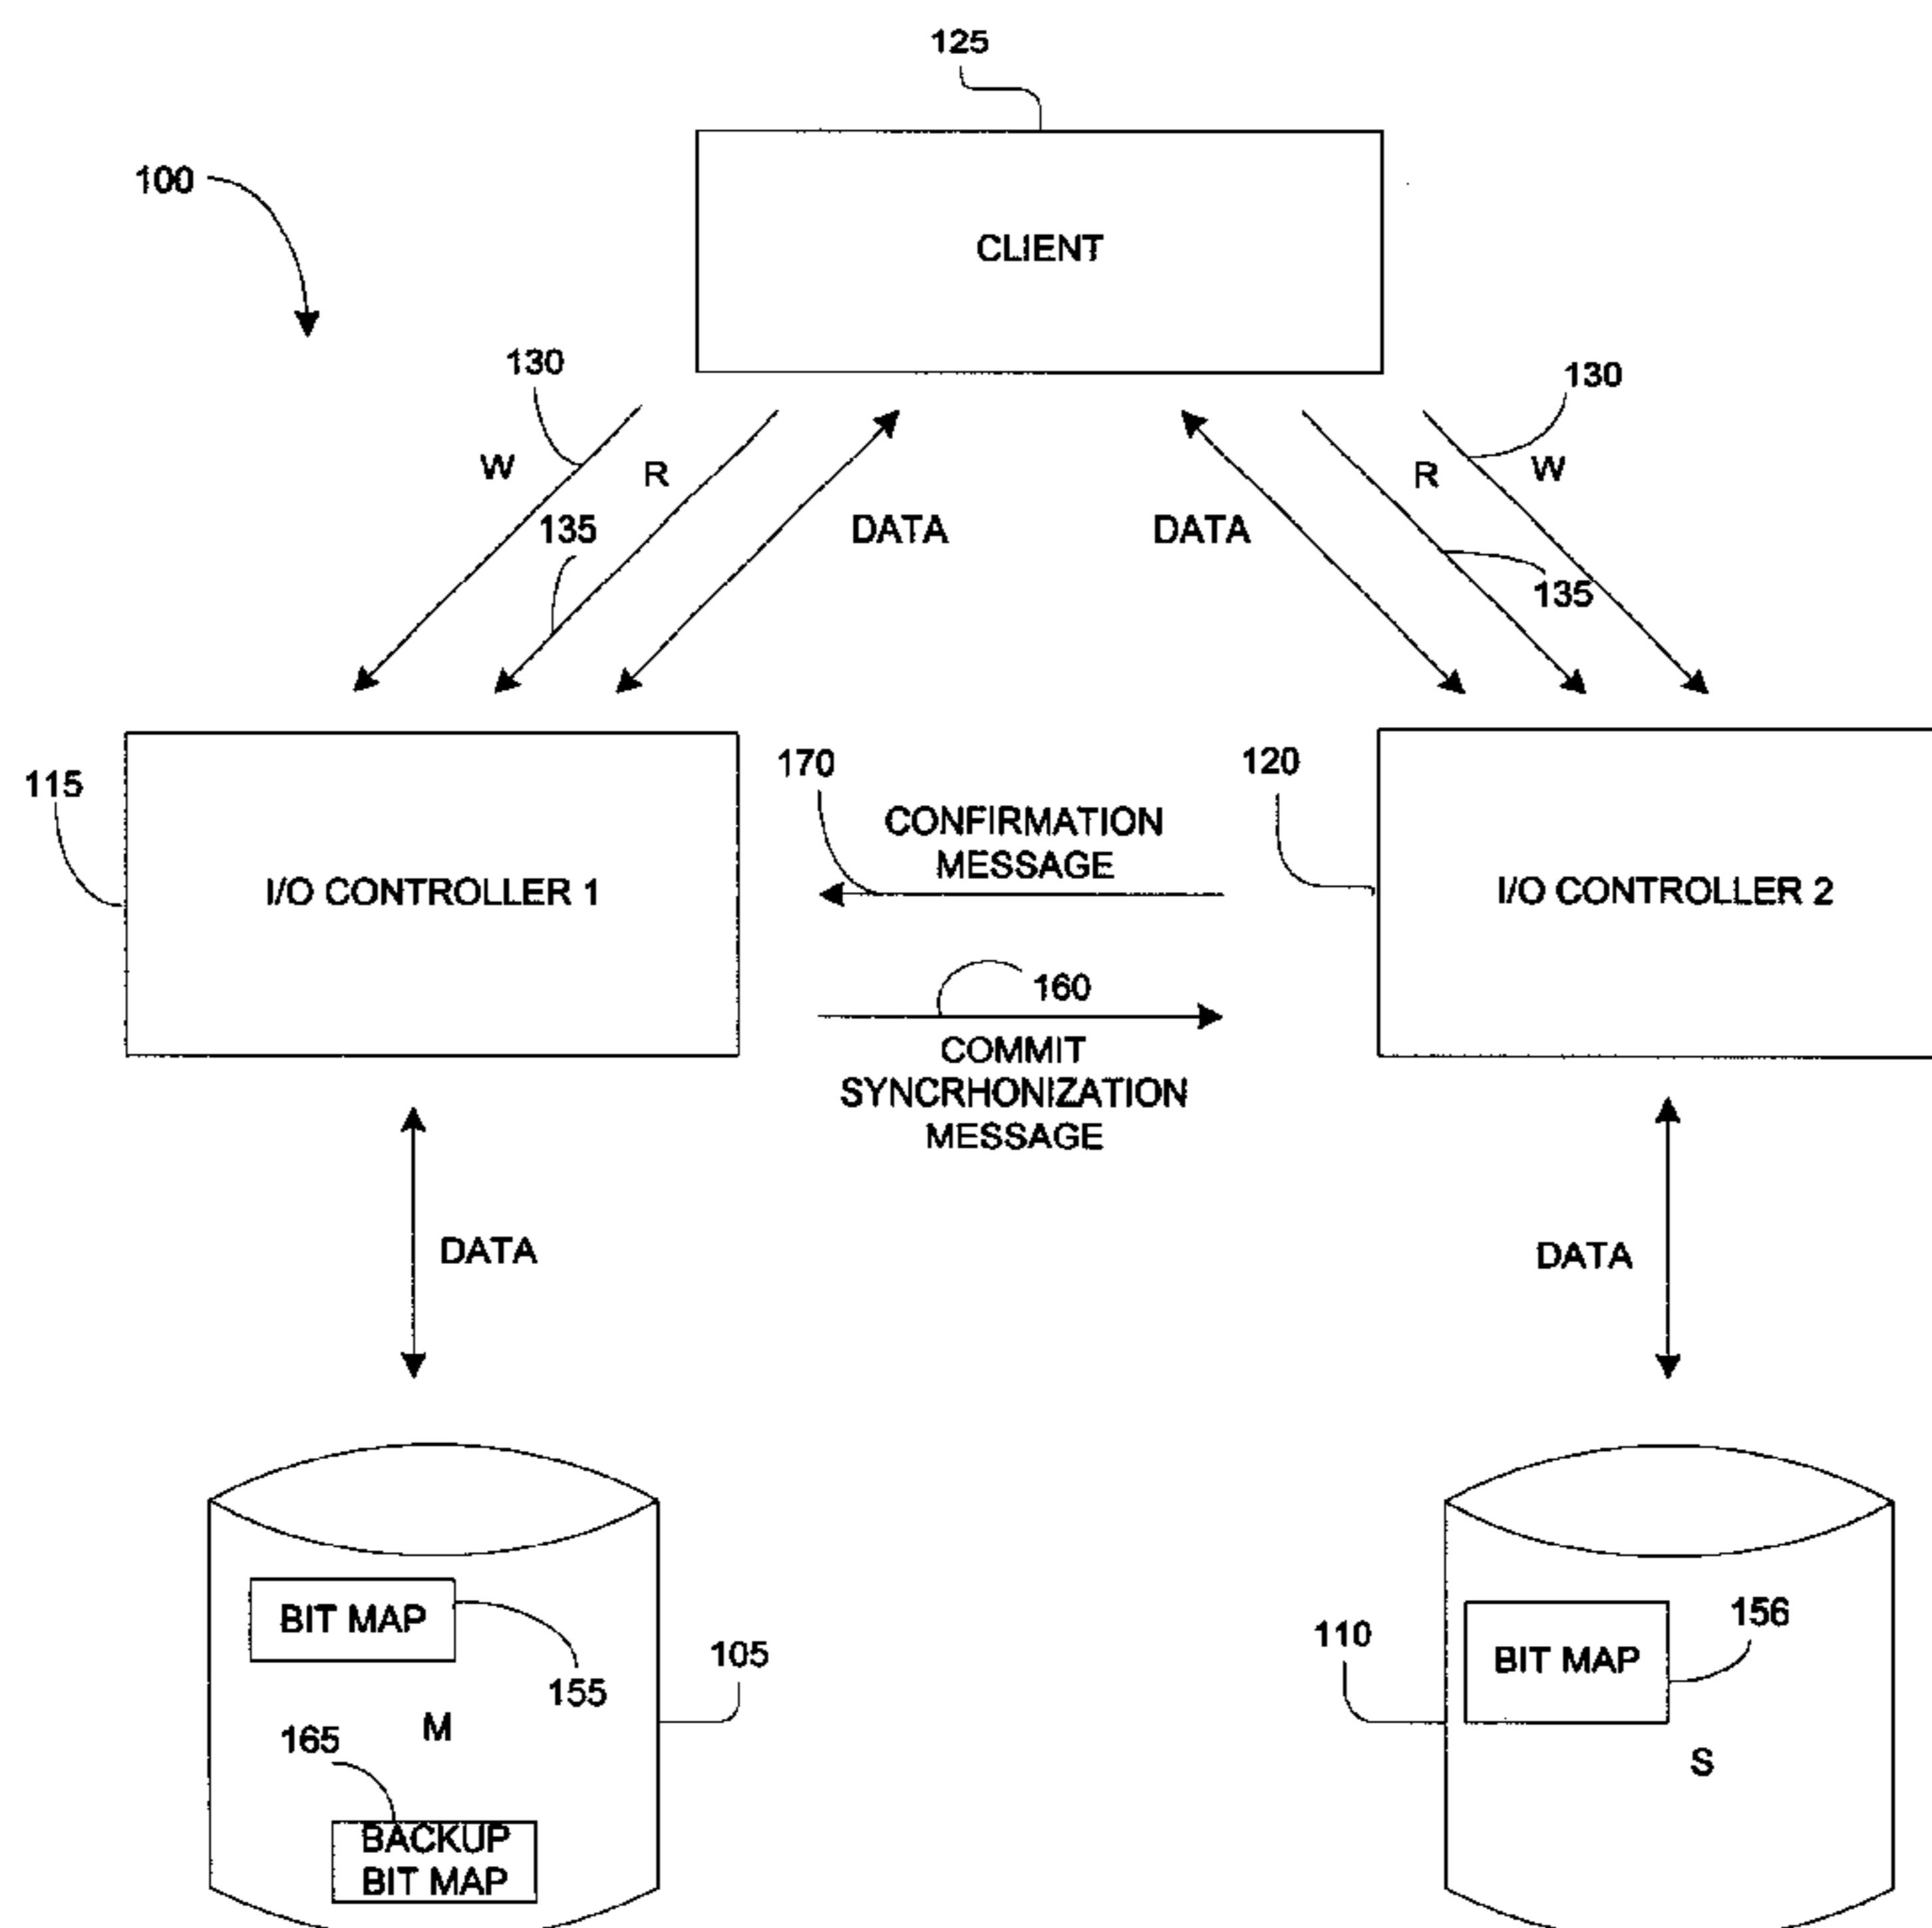 125
100
CLIENT
130
130
W
R
R
W
135
DATA
DATA
135
115
170
120
CONFIRMATION
MESSAGE
I/O CONTROLLER 1
I/O CONTROLLER 2
160
COMMIT
SYNCRHONIZATION
MESSAGE
DATA
DATA
BIT MAP
155
105
M
165
BACKUP
BIT MAP
110
BIT MAP
156
S